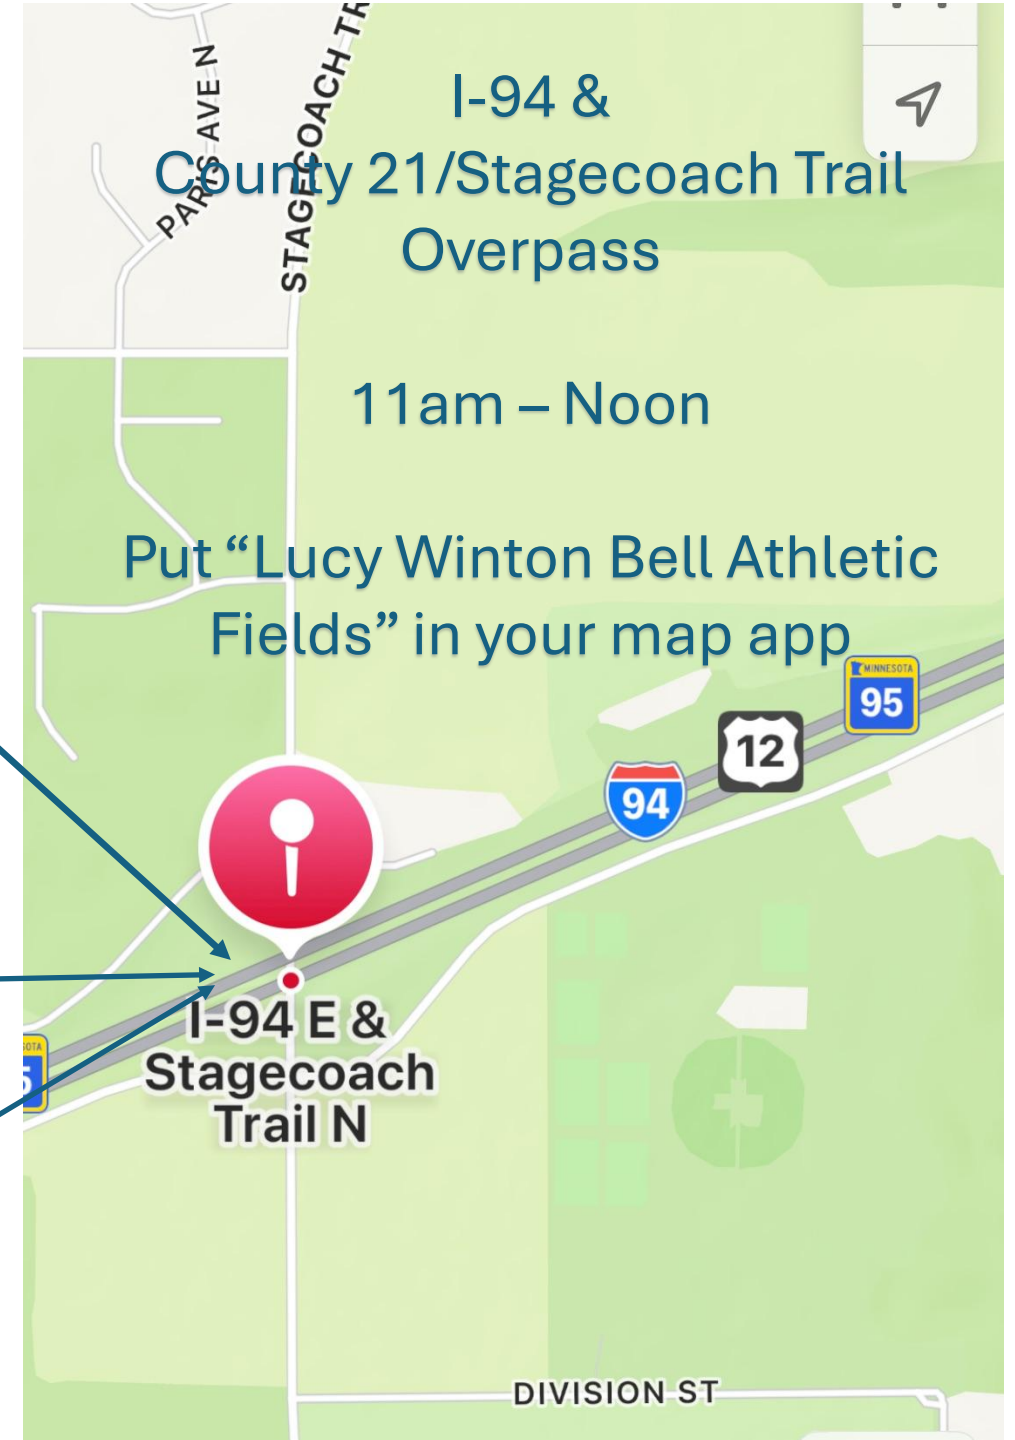 PARIS AVE N
STAGECOACH TR
I-94 &
County 21/Stagecoach Trail
Overpass
11am – Noon
Put “Lucy Winton Bell Athletic
Fields” in your map app
MINNESOTA
95
12
94
I-94 E &
Stagecoach
Trail N
DIVISION ST